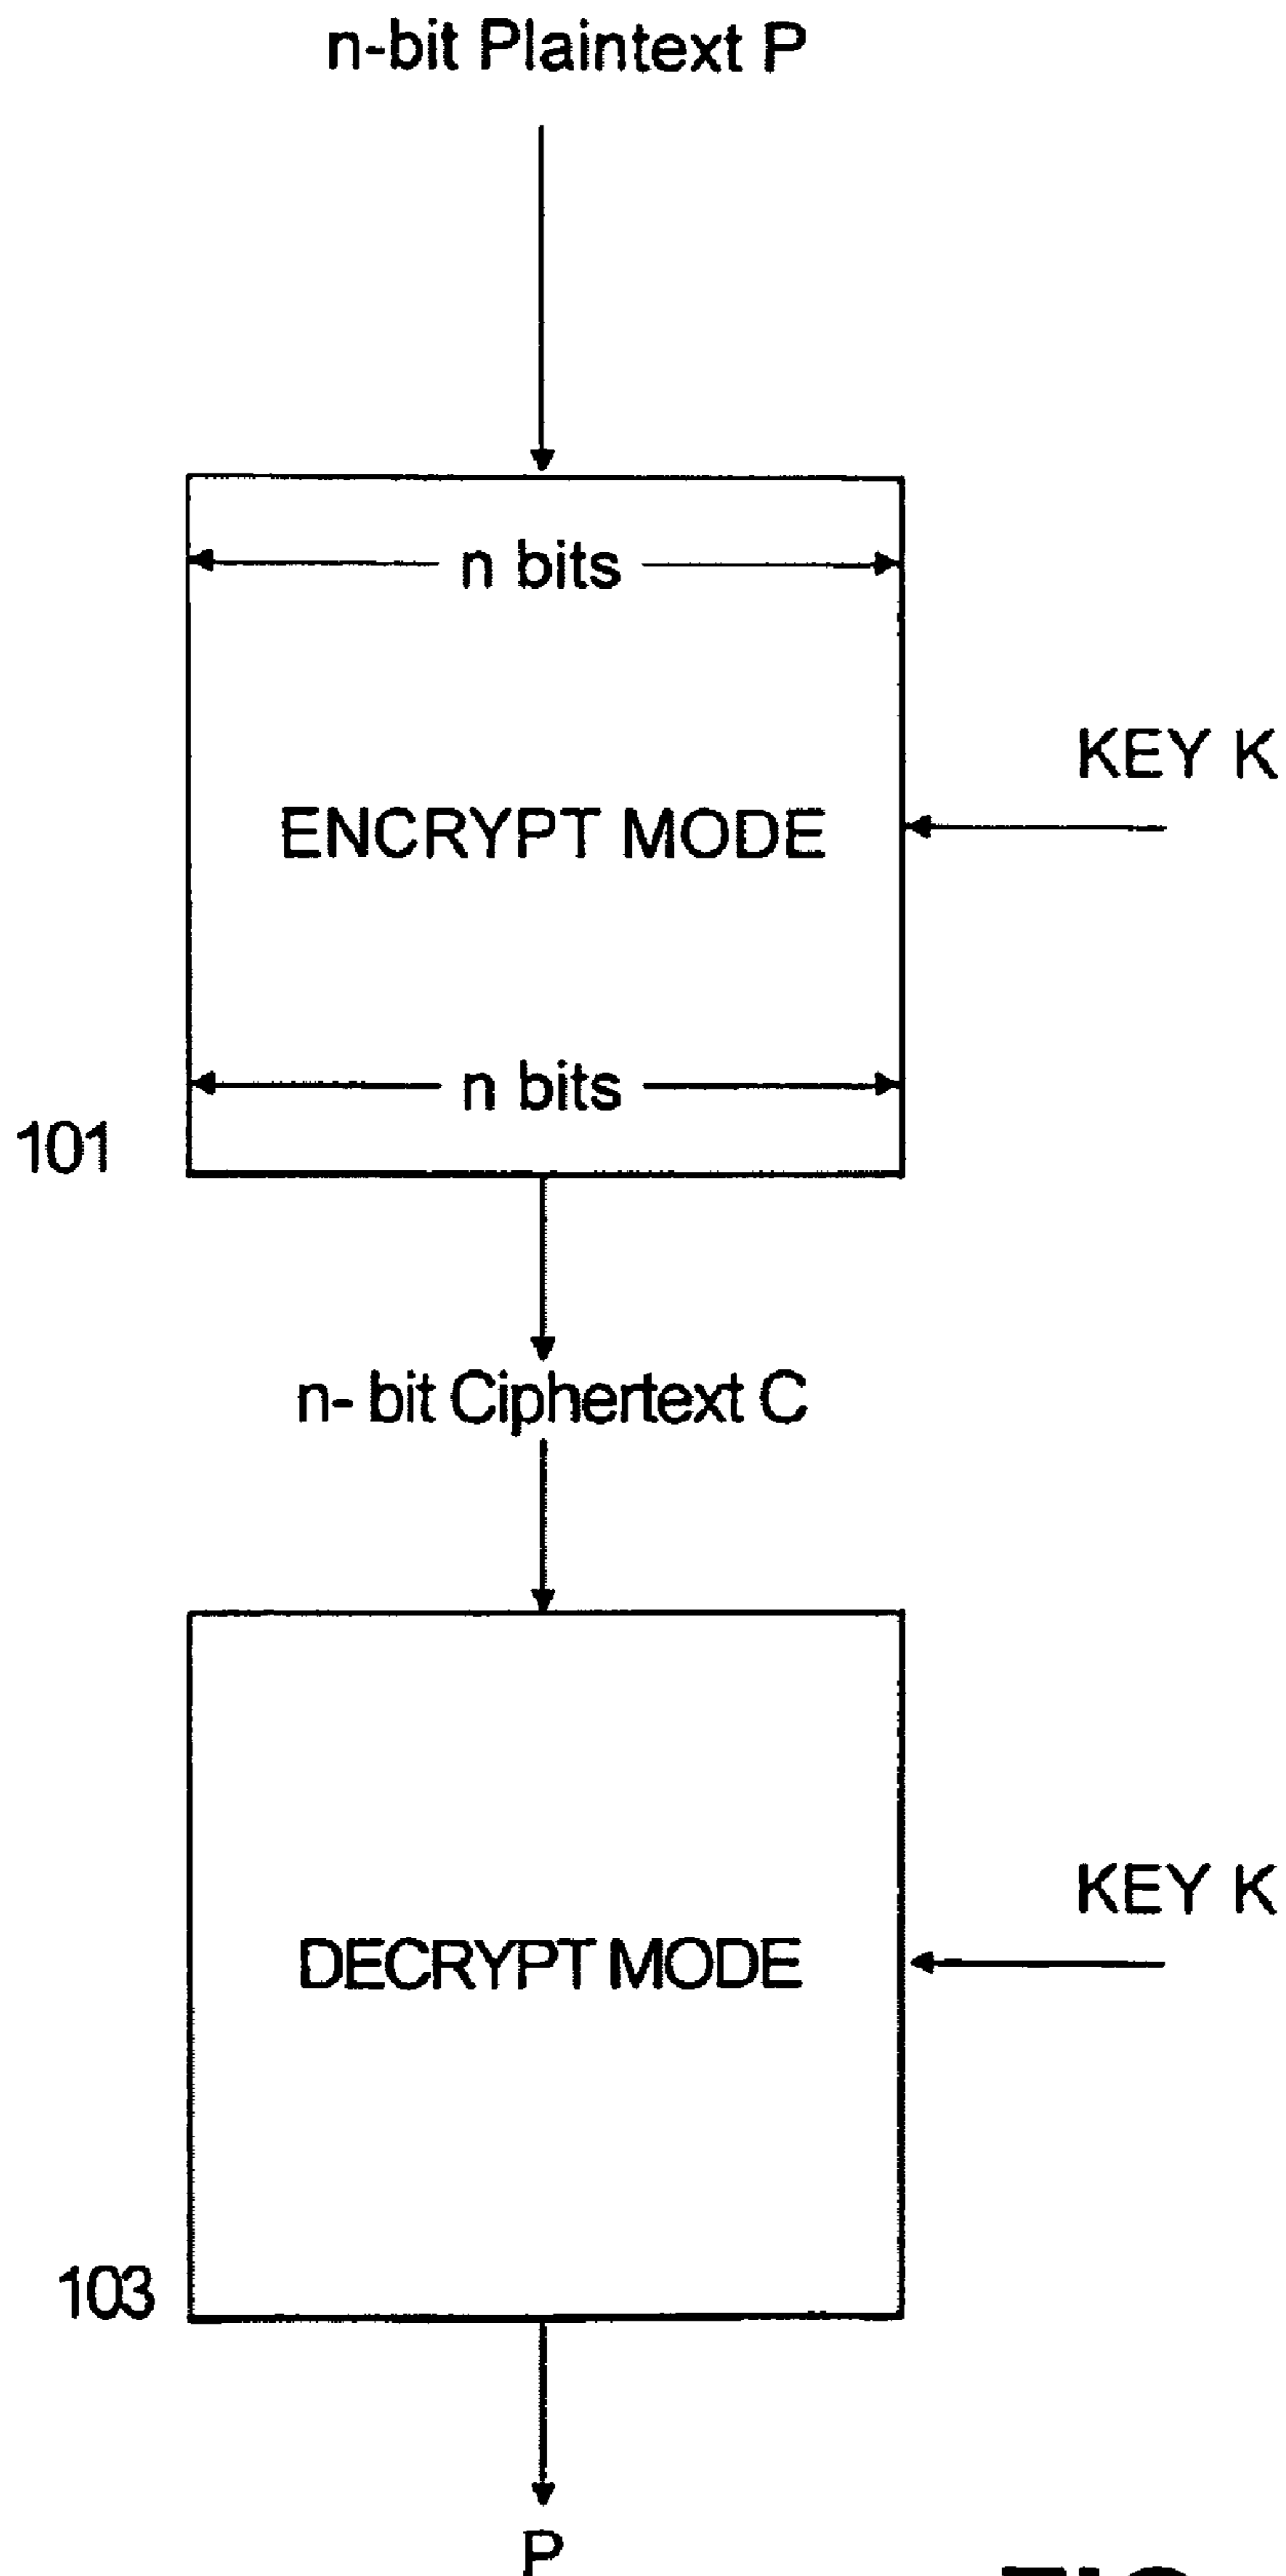 n-bit Plaintext P
n bits
KEY K
ENCRYPT MODE
n bits
101
n- bit Ciphertext C
KEY K
DECRYPT MODE
103
P